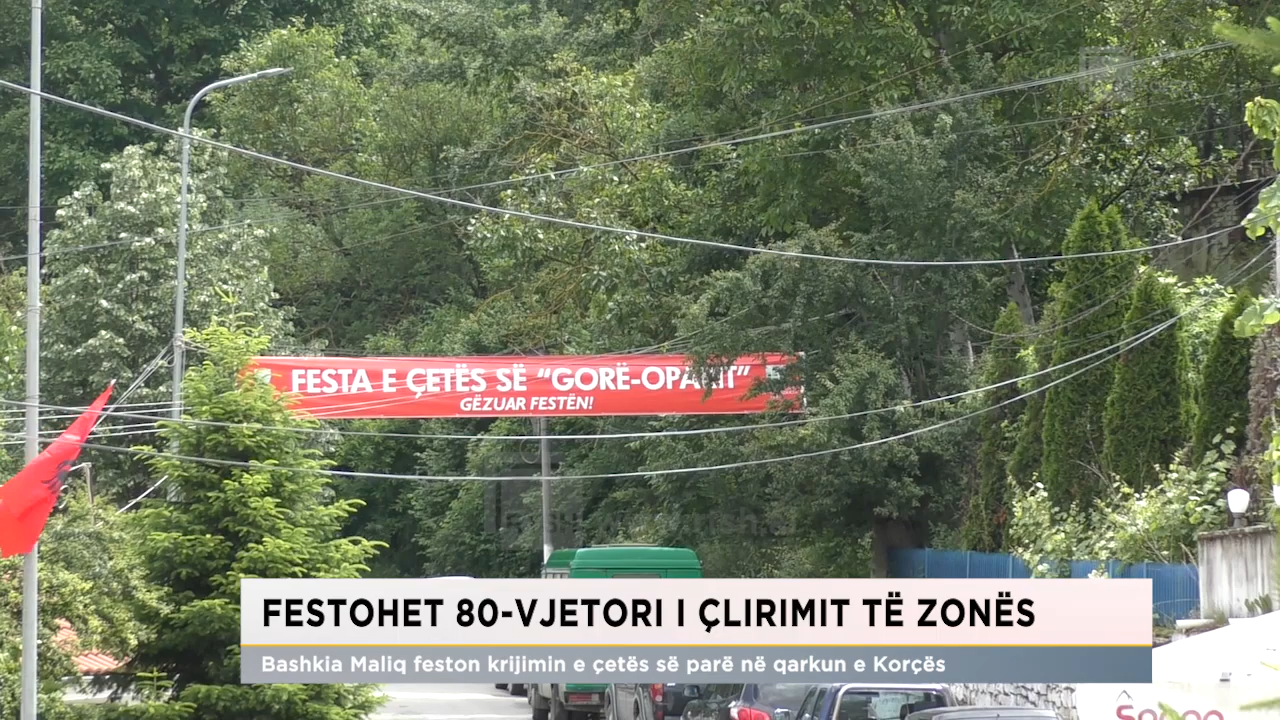 FESTA E ÇETËS SË “GORË-OPARIT”
GËZUAR FESTËN!
FESTOHET 80-VJETORI I ÇLIRIMIT TË ZONËS
Bashkia Maliq feston krijimin e çetës së parë në qarkun e Korçës